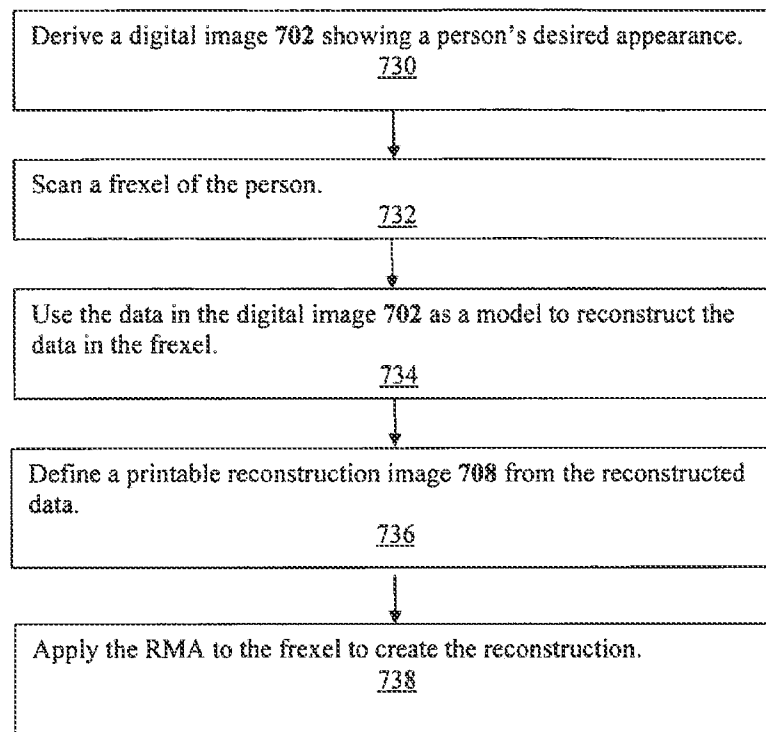 Derive a digital image 702 showing a person's desired appearance.
730
Scan a frexel of the person.
732
Use the data in the digital image 702 as a model to reconstruct the
data in the frexel.
734
Define a printable reconstruction image 708 from the reconstructed
data.
736
Apply the RMA to the frexel to create the reconstruction.
738